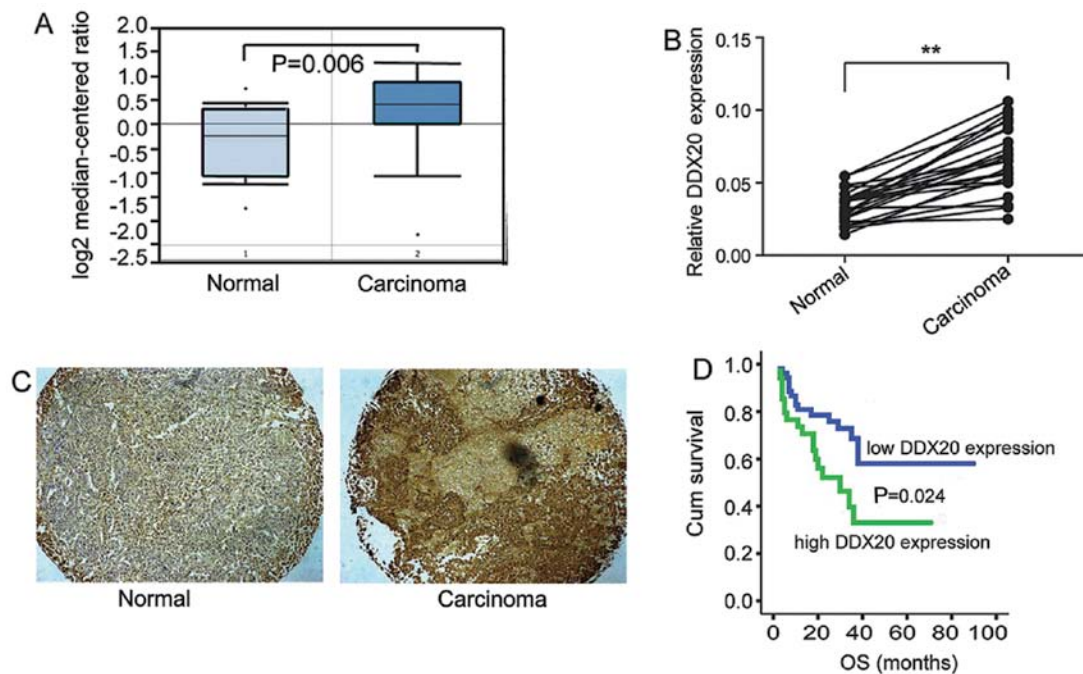 A
log2 median-centered ratio
2.0
1.5
1.0
0.5
0.0
-0.5
-1.0
-1.5
-2.0
-2.5
P=0.006
1
2
Normal
Carcinoma
B
Relative DDX20 expression
0.15
0.10
0.05
0.00
**
Normal
Carcinoma
C
Normal
Carcinoma
D
Cum survival
1.0
0.8
0.6
0.4
0.2
0.0
low DDX20 expression
P=0.024
high DDX20 expression
0 20 40 60 80 100
OS (months)